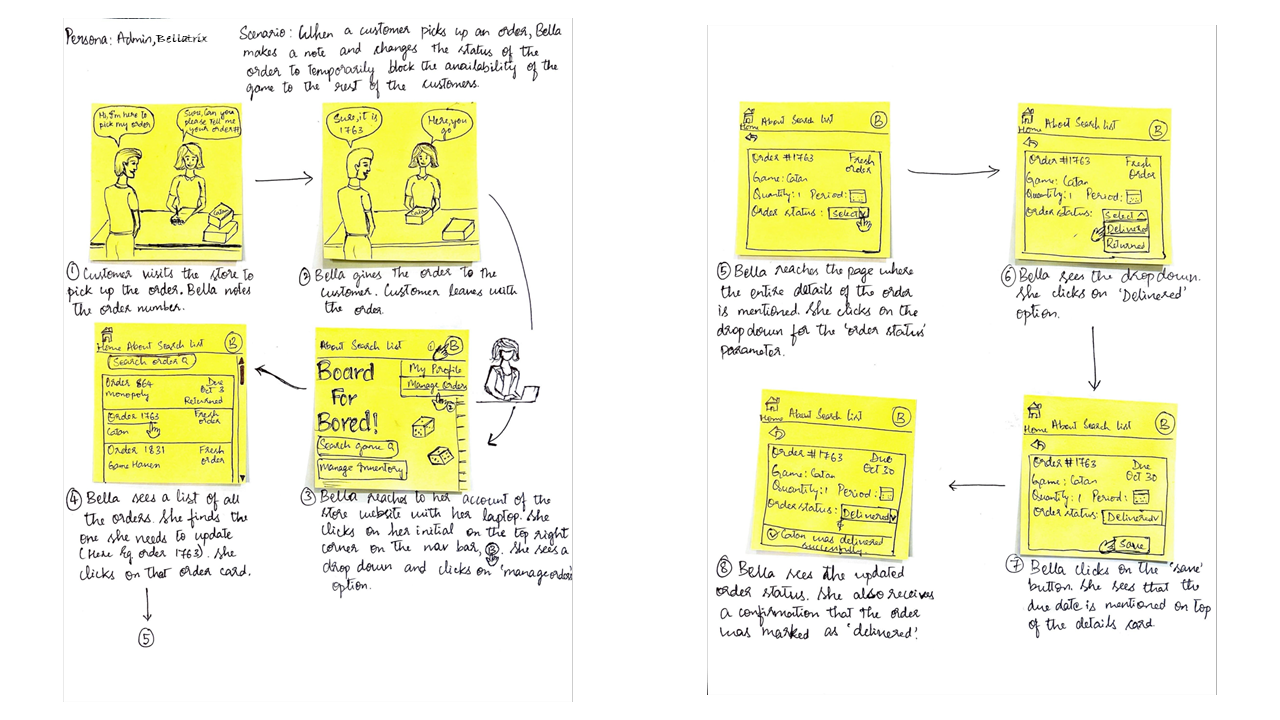 Persona: Admin, Bellatrix
Scenario: When a customer picks up an order, Bella
makes a note and changes the status of the
order to temporarily block the availability of the
game to the rest of the customers.
Hi, I'm here to
pick my order
Sure, Can you
please tell me
your order#?
Catan
① Customer visits the store to
pick up the order. Bella notes
the order number.
Sure, it is
1763
Here, you
go
Catan
② Bella gives the order to the
customer. Customer leaves with
the order.
About Search list
① B
My Profile
Manage Orders
②
Board
For
Bored!
Search game
Manage Inventory
③ Bella reaches to her account of the
store website with her laptop. She
clicks on her initial on the top right
corner on the nav bar, B. She sees a
drop down and clicks on 'manage orders'
option.
Home About Search list B
Search order
Order 864
Monopoly
Due
Oct 3
Returned
Order 1763
Catan
Fresh
order
Order 1831
Game Haven
Fresh
order
④ Bella sees a list of all
the orders. She finds the
one she needs to update
(Here Eg order 1763). She
clicks on that order card.
⑤
Home About Search list B
Order #1763
Fresh
order
Game: Catan
Quantity: 1 Period:
Order status: Select
⑤ Bella reaches the page where
the entire details of the order
is mentioned. She clicks on the
drop down for the 'order status'
parameter.
Home About Search list B
Order #1763
Fresh
Order
Game: Catan
Quantity: 1 Period:
Order status: Select
Delivered
Returned
⑥ Bella sees the drop down.
She clicks on 'Delivered'
option.
Home About Search list B
Order #1763
Due
Oct 30
Game: Catan
Quantity: 1 Period:
Order status: Delivered
Save
⑦ Bella clicks on the 'save'
button. She sees that the
due date is mentioned on top
of the details card
Home About Search list B
Order #1763
Due
Oct 30
Game: Catan
Quantity: 1 Period:
Order status: Delivered
Catan was delivered
successfully.
⑧ Bella sees the updated
order status. She also receives
a confirmation that the order
was marked as 'delivered'.